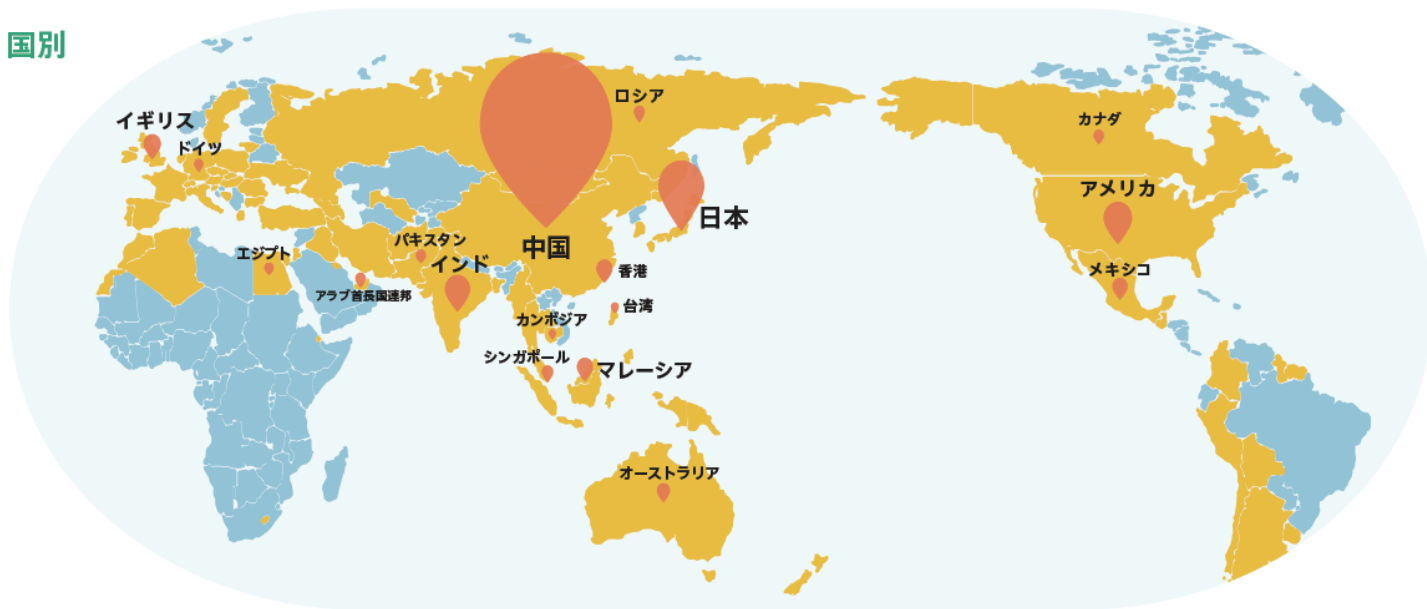 国別
ロシア
カナダ
イギリス
ドイツ
アメリカ
日本
パキスタン
中国
エジプト
インド
香港
メキシコ
アラブ首長国連邦
台湾
カンボジア
シンガポール
マレーシア
オーストラリア